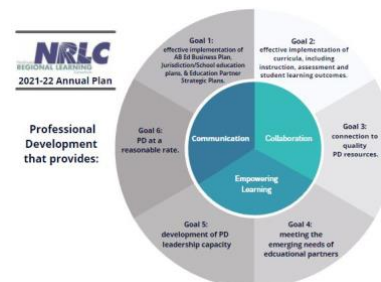 NRLC
REGIONAL LEARNING
2021-22 Annual Plan
Professional
Development
that provides:
Goal 1:
effective implementation of
AB Ed Business Plan,
Jurisdiction/School education
plans, & Education Partner
Strategic Plans.
Goal 2:
effective implementation of
curricula, including
instruction, assessment and
student learning outcomes.
Goal 3:
connection to
quality
PD resources.
Goal 4:
meeting the
emerging needs of
edcuational partners
Goal 5:
development of PD
leadership capacity
Goal 6:
PD at a
reasonable rate.
Communication
Collaboration
Empowering
Learning